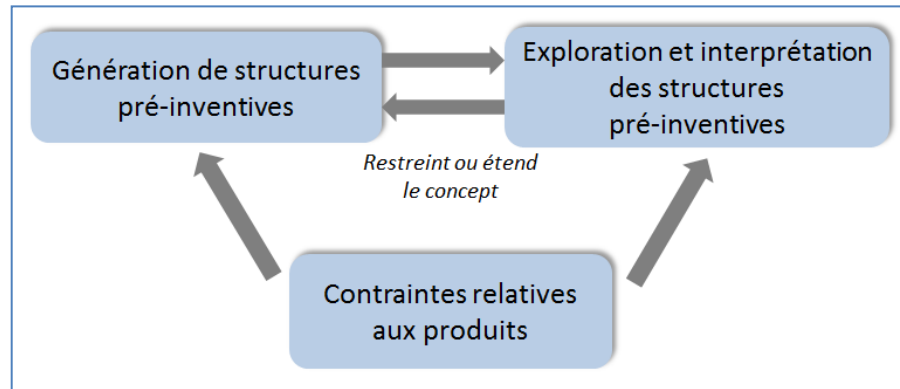 Génération de structures
pré-inventives
Exploration et interprétation
des structures
pré-inventives
Restreint ou étend
le concept
Contraintes relatives
aux produits